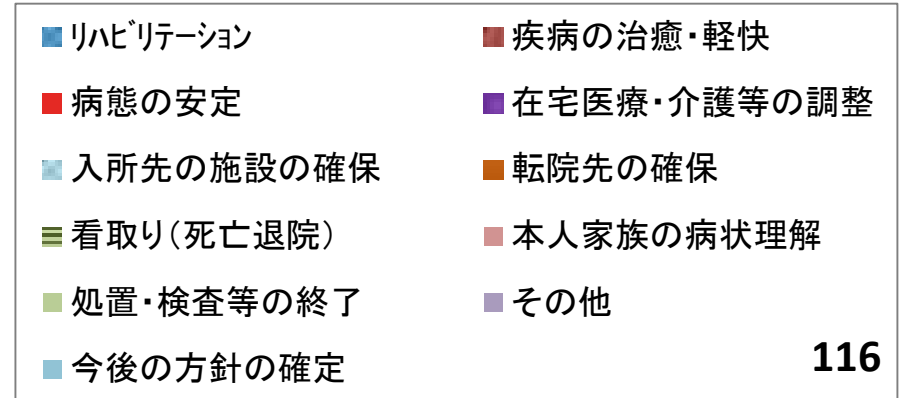 リハビリテーション
疾病の治癒・軽快
病態の安定
在宅医療・介護等の調整
入所先の施設の確保
転院先の確保
看取り（死亡退院）
本人家族の病状理解
処置・検査等の終了
その他
今後の方針の確定
116